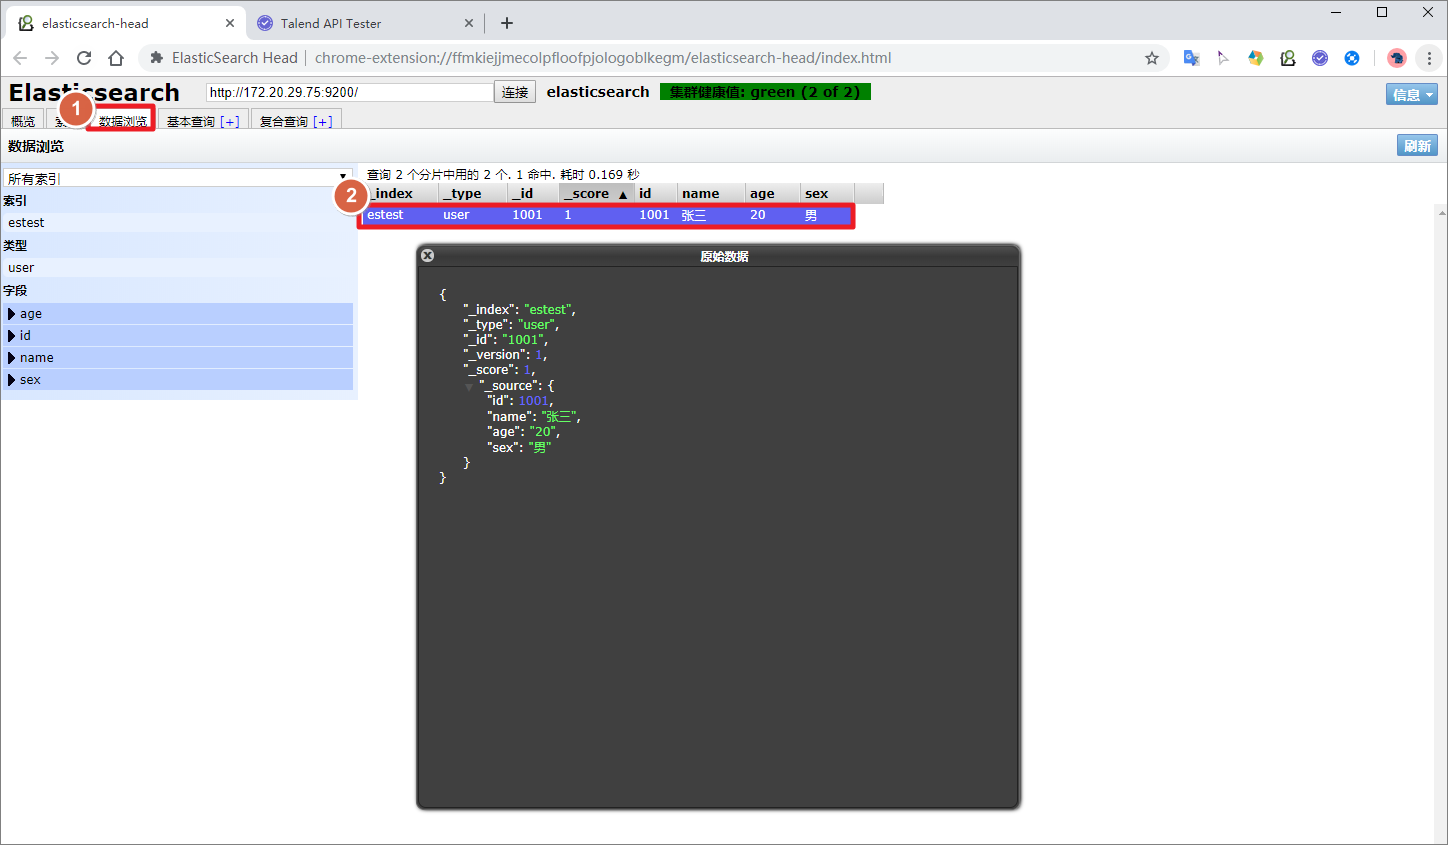 elasticsearch-head
Talend API Tester
ElasticSearch Head
chrome-extension://ffmkiejjmecolpfloofpjologoblkegm/elasticsearch-head/index.html
Elasticsearch
http://172.20.29.75:9200/
连接
elasticsearch
集群健康值: green (2 of 2)
信息
1
概览
数据浏览
基本查询 [+]
复合查询 [+]
数据浏览
刷新
所有索引
索引
estest
类型
user
字段
age
id
name
sex
查询 2 个分片中用的 2 个. 1 命中. 耗时 0.169 秒
2
_index _type _id _score ▲ id name age sex
estest user 1001 1 1001 张三 20 男
原始数据
{
"_index": "estest",
"_type": "user",
"_id": "1001",
"_version": 1,
"_score": 1,
"_source": {
"id": 1001,
"name": "张三",
"age": "20",
"sex": "男"
}
}